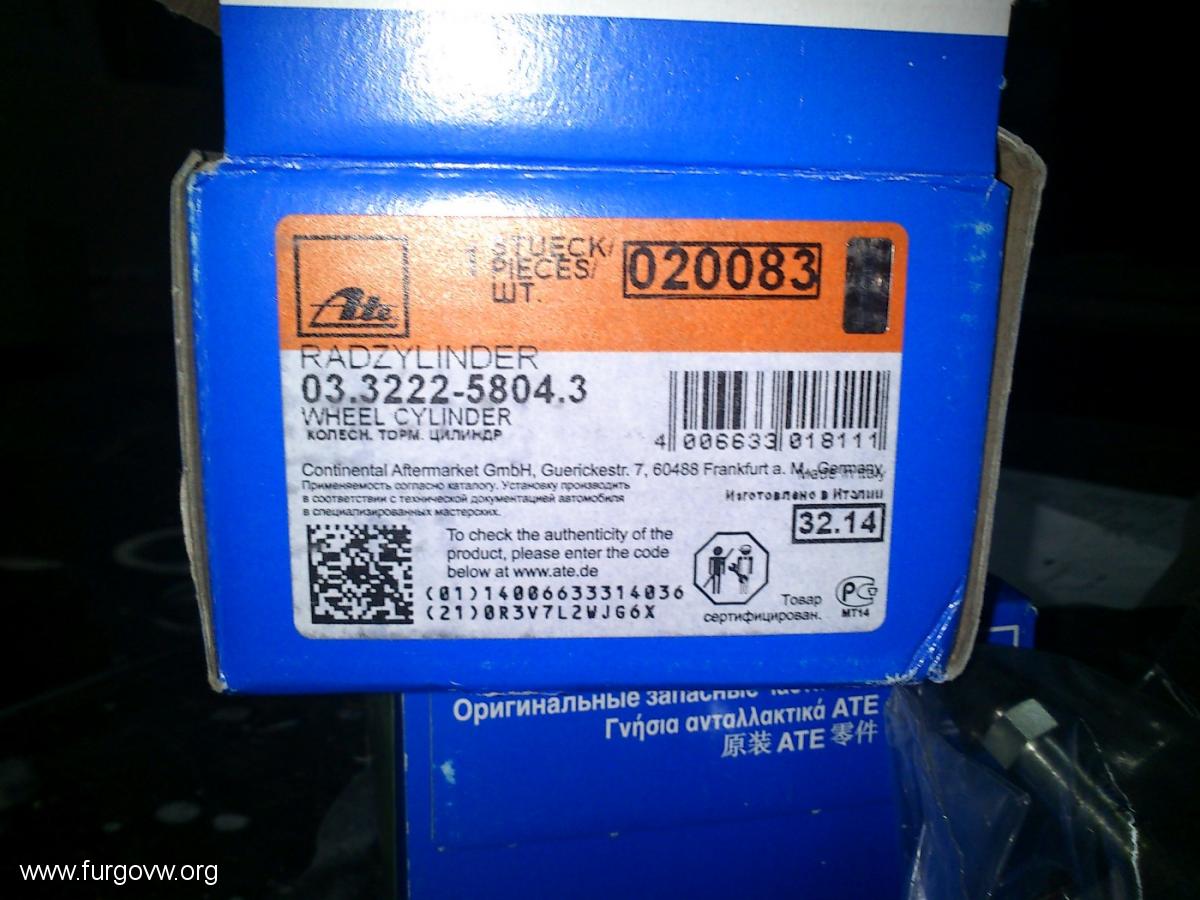 Ate
STUECK/
PIECES/
ШТ.
020083
RADZYLINDER
03.3222-5804.3
WHEEL CYLINDER
КОЛЕСН. ТОРМ. ЦИЛИНДР
4 006633 018111
Continental Aftermarket GmbH, Guerickestr. 7, 60488 Frankfurt a. M., Germany
Made in Italy
Применяемость согласно каталогу. Установку производить
в соответствии с технической документацией автомобиля
в специализированных мастерских.
Изготовлено в Италии
32.14
To check the authenticity of the
product, please enter the code
below at www.ate.de
(01)14006633314036
(21)0R3V7L2WJG6X
Товар
сертифицирован.
МТ14
Оригинальные запасные
Γνήσια ανταλλακτικά ATE
原装 ATE 零件
www.furgovw.org